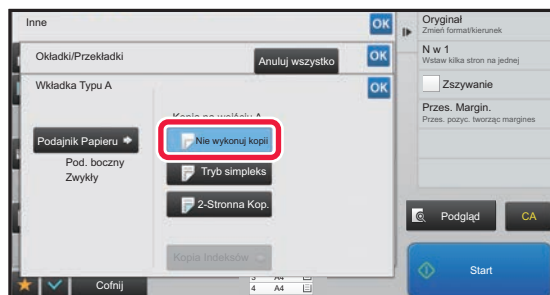 Inne
OK
Okładki/Przekładki
Anuluj wszystko
OK
Wkładka Typu A
OK
Podajnik Papieru
Pod. boczny
Zwykły
Nie wykonuj kopii
Tryb simpleks
2-Stronna Kop.
Kopia Indeksów
Cofnij
A4
4 A4
Oryginał
Zmień format/kierunek
N w 1
Wstaw kilka stron na jednej
Zszywanie
Przes. Margin.
Przes. pozyc. tworząc margines
Podgląd
CA
Start